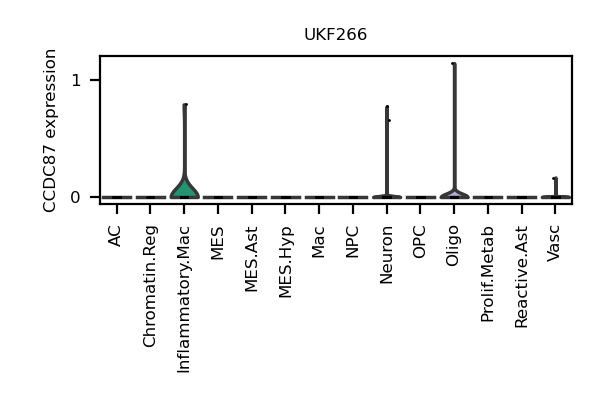 UKF266
CCDC87 expression
1
0
AC
Chromatin.Reg
Inflammatory.Mac
MES
MES.Ast
MES.Hyp
Mac
NPC
Neuron
OPC
Oligo
Prolif.Metab
Reactive.Ast
Vasc